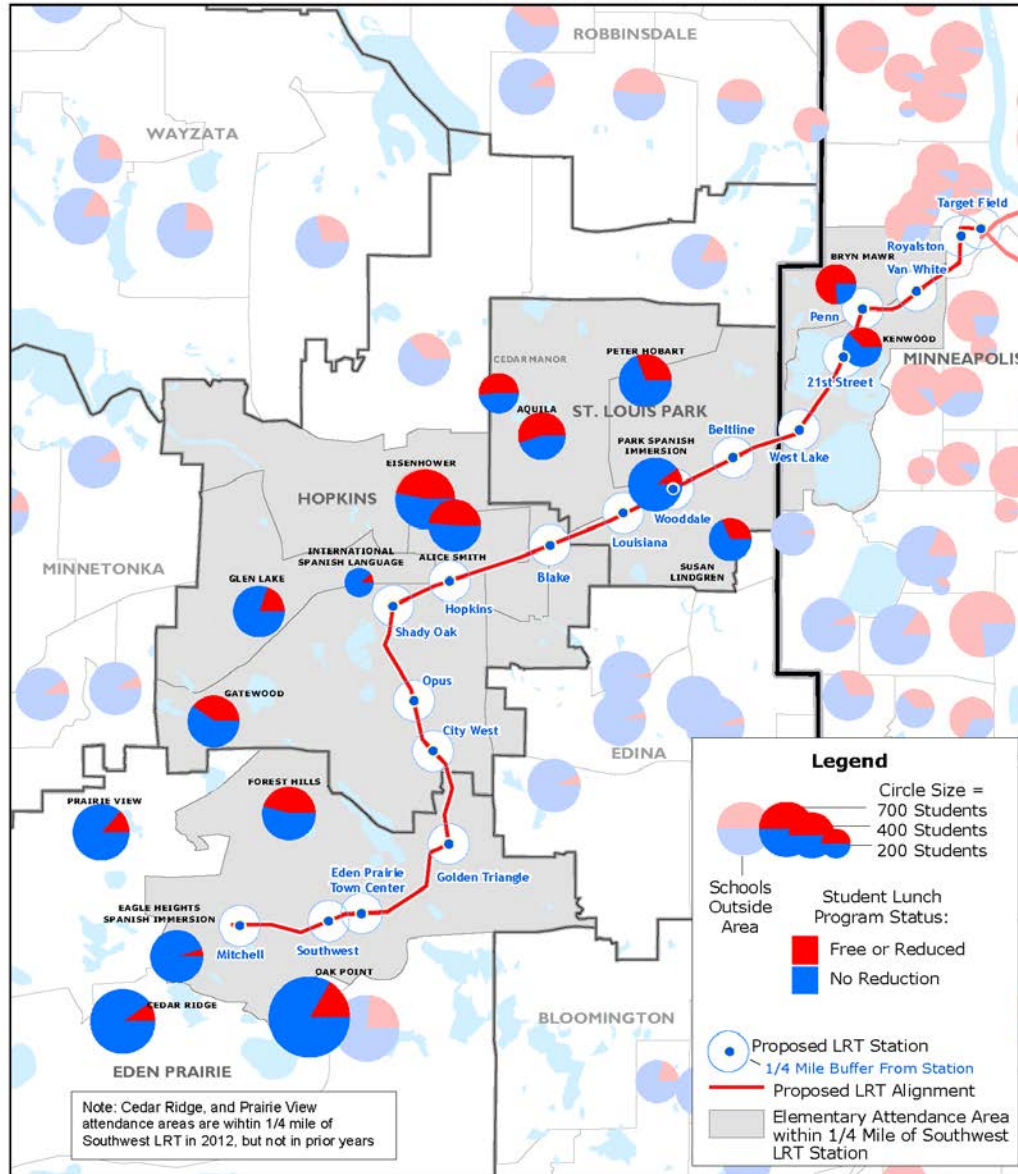 ROBBINSDALE
WAYZATA
Target Field
Royalston
BRYN MAWR
Van White
Penn
KENWOOD
MINNEAPOLIS
21st Street
CEDAR MANOR
PETER HOBART
ST. LOUIS PARK
AQUILA
Beltline
West Lake
PARK SPANISH
IMMERSION
EISENHOWER
HOPKINS
Wooddale
Louisiana
INTERNATIONAL
SPANISH LANGUAGE
ALICE SMITH
Blake
SUSAN
LINDGREN
MINNETONKA
GLEN LAKE
Hopkins
Shady Oak
Opus
GATEWOOD
City West
EDINA
FOREST HILLS
PRAIRIE VIEW
Eden Prairie
Town Center
Golden Triangle
EAGLE HEIGHTS
SPANISH IMMERSION
Mitchell
Southwest
OAK POINT
CEDAR RIDGE
BLOOMINGTON
EDEN PRAIRIE
Note: Cedar Ridge, and Prairie View
attendance areas are wihtin 1/4 mile of
Southwest LRT in 2012, but not in prior years
Legend
Circle Size =
700 Students
400 Students
200 Students
Schools
Outside
Area
Student Lunch
Program Status:
Free or Reduced
No Reduction
Proposed LRT Station
1/4 Mile Buffer From Station
Proposed LRT Alignment
Elementary Attendance Area
within 1/4 Mile of Southwest
LRT Station